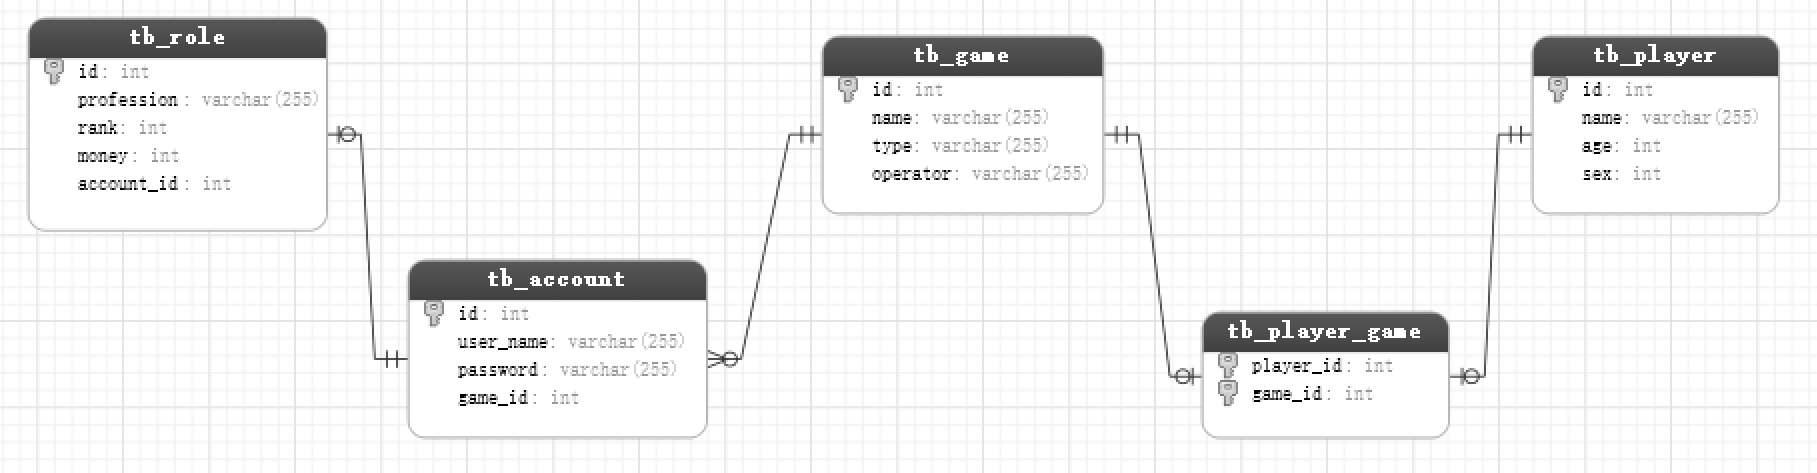 tb_role
id: int
profession: varchar(255)
rank: int
money: int
account_id: int
tb_account
id: int
user_name: varchar(255)
password: varchar(255)
game_id: int
tb_game
id: int
name: varchar(255)
type: varchar(255)
operator: varchar(255)
tb_player_game
player_id: int
game_id: int
tb_player
id: int
name: varchar(255)
age: int
sex: int